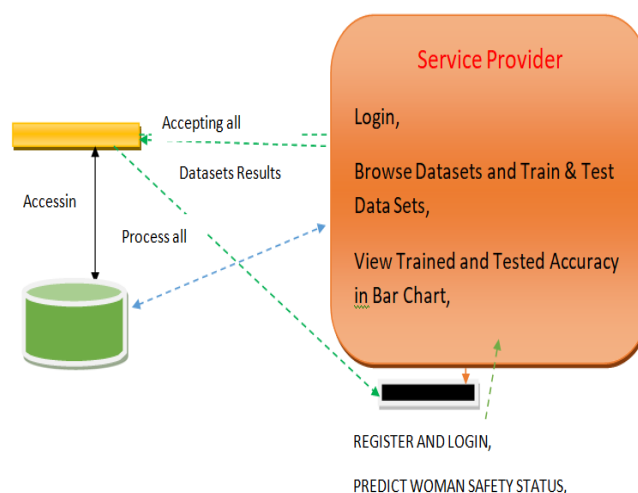 Service Provider
Accepting all
Login,
Datasets Results
Browse Datasets and Train & Test
Data Sets,
Accessin
Process all
View Trained and Tested Accuracy
in Bar Chart,
REGISTER AND LOGIN,
PREDICT WOMAN SAFETY STATUS,